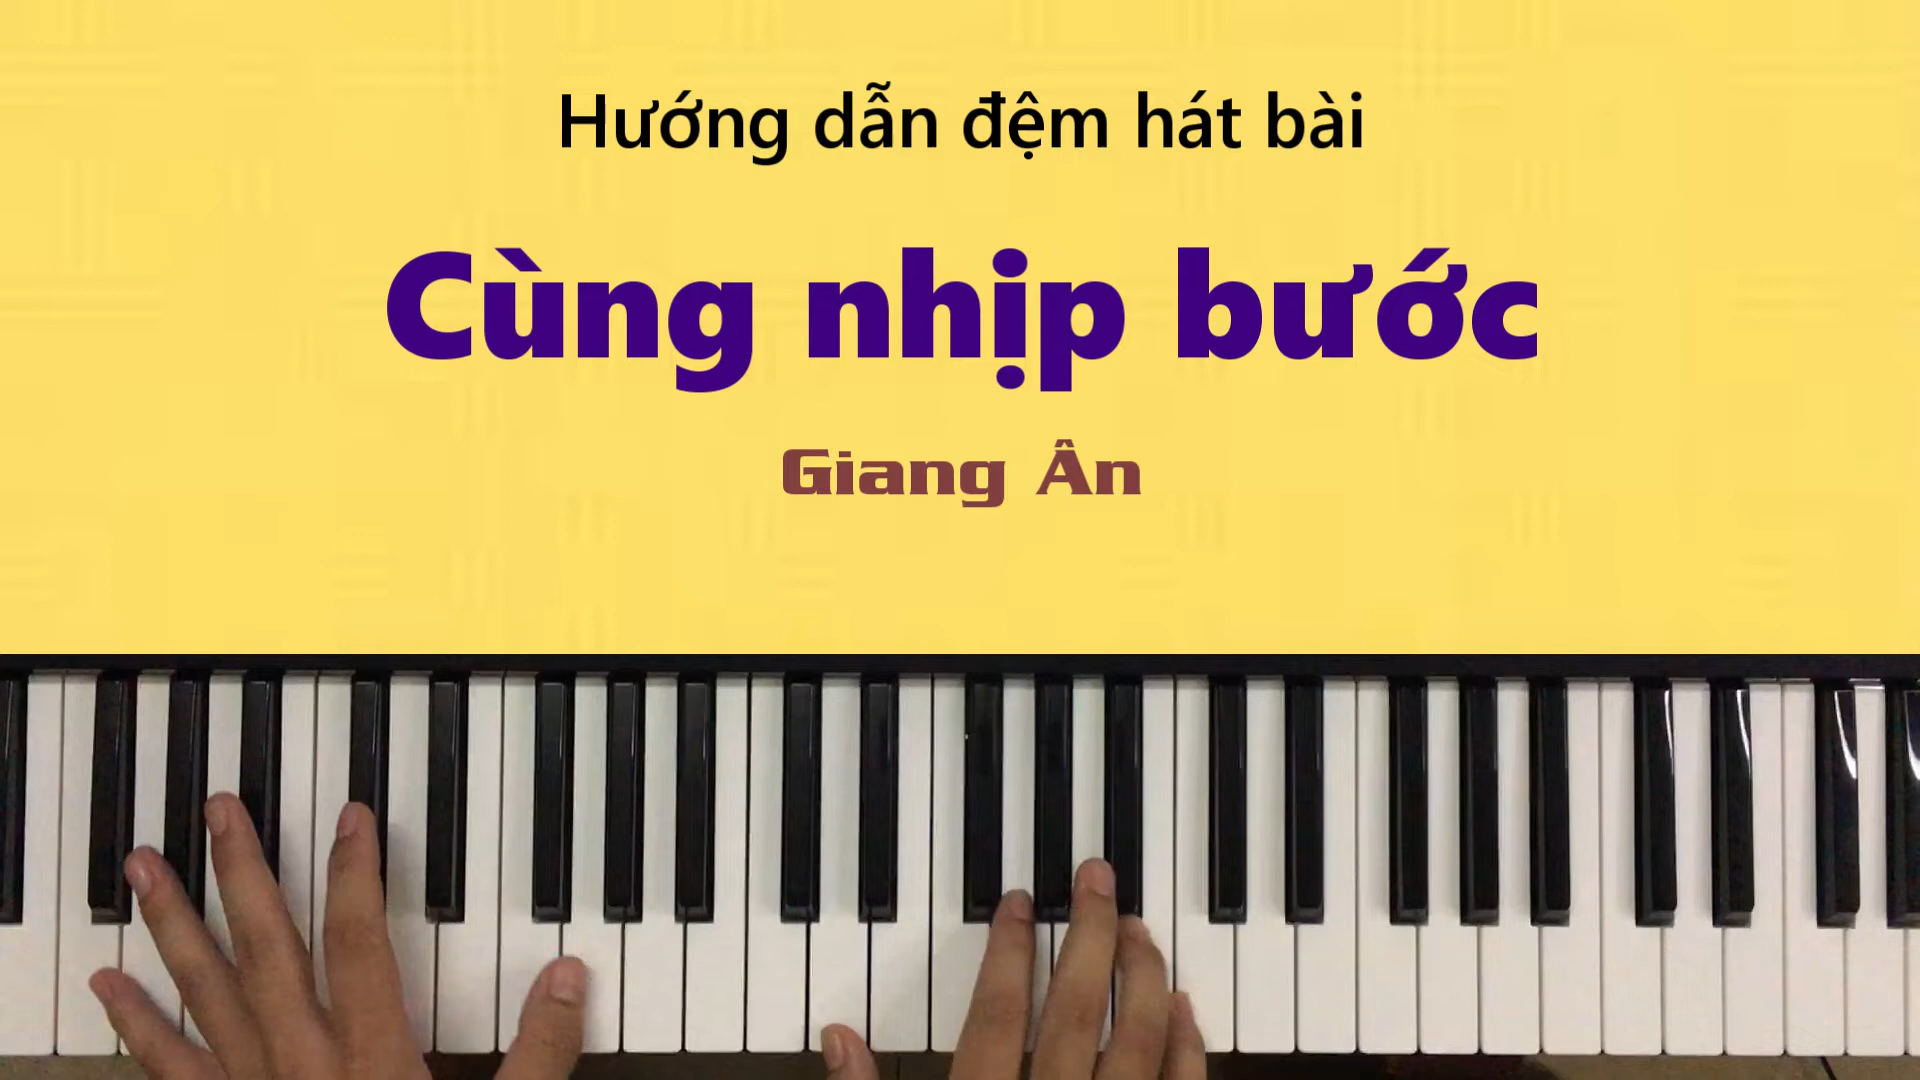 Hướng dẫn đệm hát bài
Cùng nhịp bước
Giang Ân